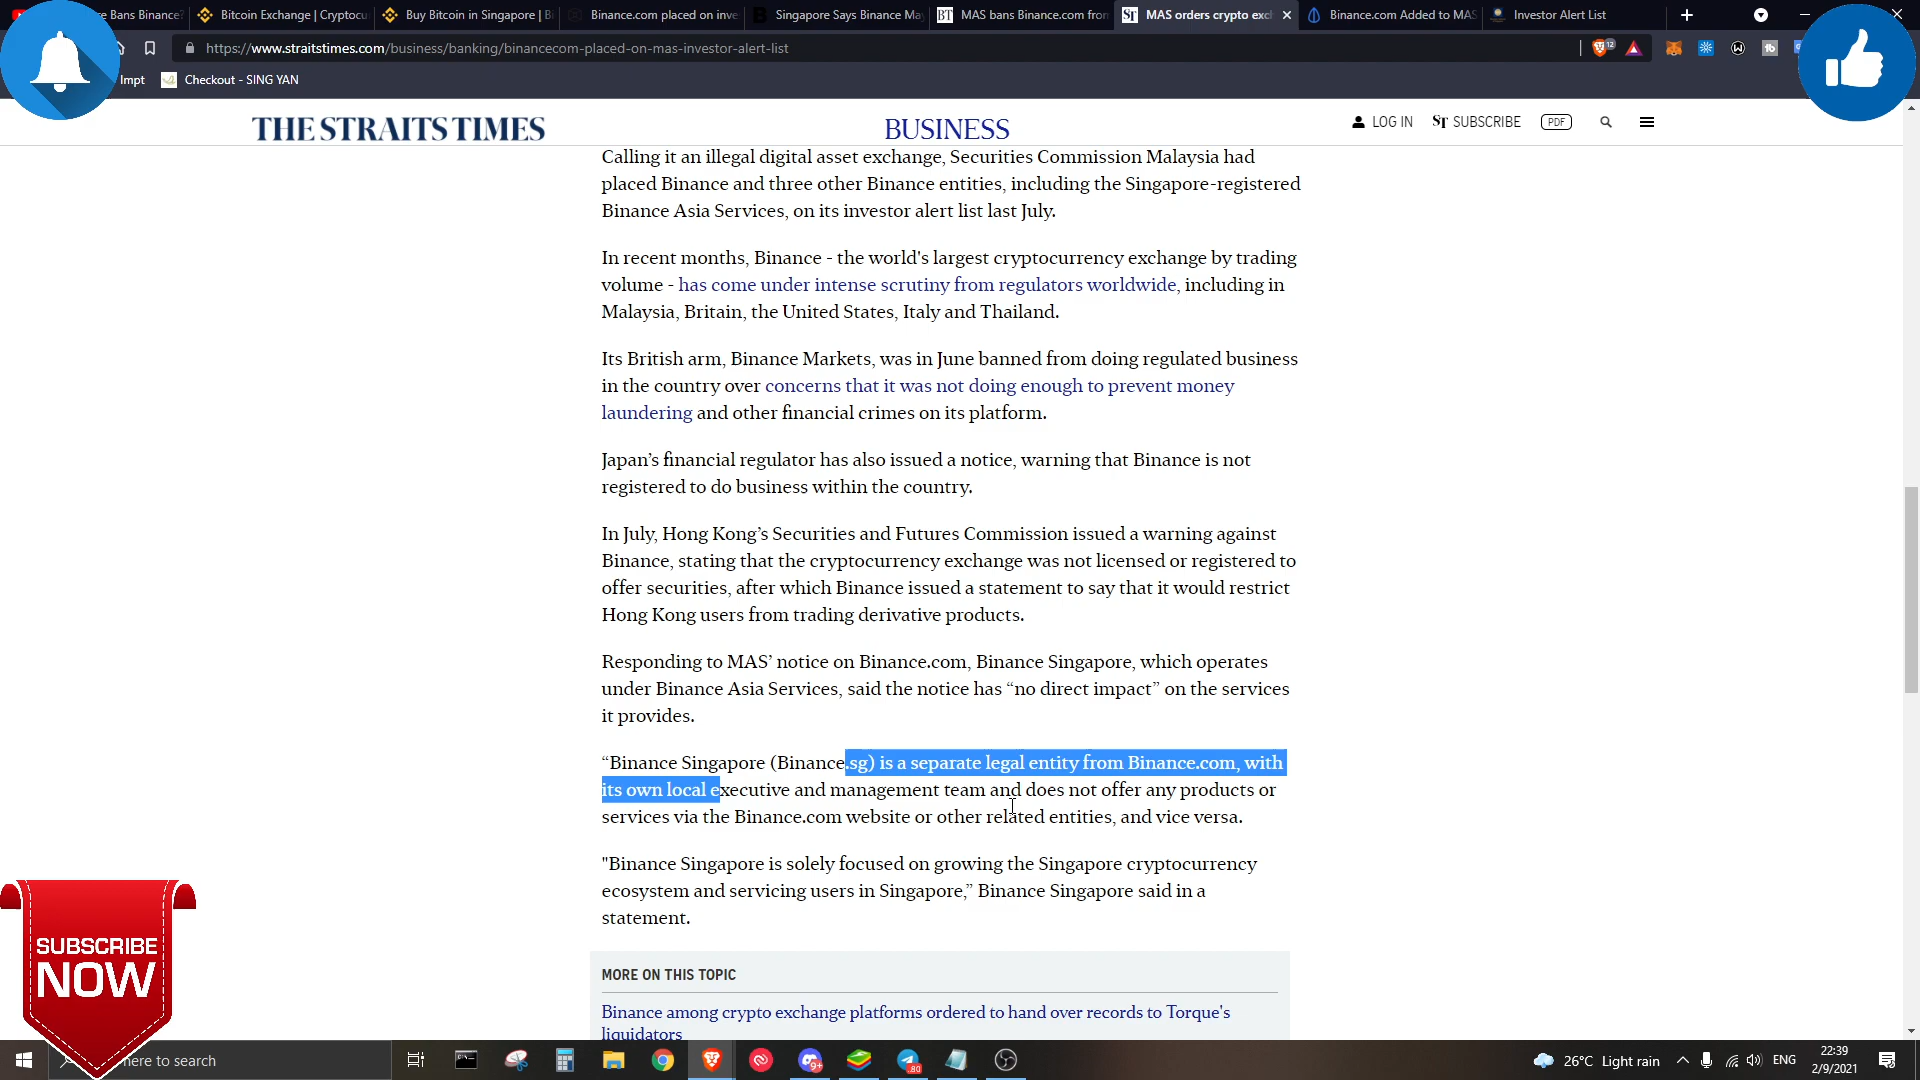 e Bans Binance?
Bitcoin Exchange | Cryptocu
Buy Bitcoin in Singapore | Bi
Binance.com placed on inve
Singapore Says Binance May
BT MAS bans Binance.com from
ST MAS orders crypto exch
Binance.com Added to MAS
Investor Alert List
https://www.straitstimes.com/business/banking/binancecom-placed-on-mas-investor-alert-list
12
Impt
Checkout - SING YAN
THE STRAITS TIMES
BUSINESS
LOG IN
ST SUBSCRIBE
PDF
Calling it an illegal digital asset exchange, Securities Commission Malaysia had
placed Binance and three other Binance entities, including the Singapore-registered
Binance Asia Services, on its investor alert list last July.
In recent months, Binance - the world's largest cryptocurrency exchange by trading
volume - has come under intense scrutiny from regulators worldwide, including in
Malaysia, Britain, the United States, Italy and Thailand.
Its British arm, Binance Markets, was in June banned from doing regulated business
in the country over concerns that it was not doing enough to prevent money
laundering and other financial crimes on its platform.
Japan’s financial regulator has also issued a notice, warning that Binance is not
registered to do business within the country.
In July, Hong Kong’s Securities and Futures Commission issued a warning against
Binance, stating that the cryptocurrency exchange was not licensed or registered to
offer securities, after which Binance issued a statement to say that it would restrict
Hong Kong users from trading derivative products.
Responding to MAS’ notice on Binance.com, Binance Singapore, which operates
under Binance Asia Services, said the notice has “no direct impact” on the services
it provides.
“Binance Singapore (Binance.sg) is a separate legal entity from Binance.com, with
its own local executive and management team and does not offer any products or
services via the Binance.com website or other related entities, and vice versa.
"Binance Singapore is solely focused on growing the Singapore cryptocurrency
ecosystem and servicing users in Singapore,” Binance Singapore said in a
statement.
MORE ON THIS TOPIC
Binance among crypto exchange platforms ordered to hand over records to Torque's
liquidators
SUBSCRIBE
NOW
here to search
26°C Light rain
ENG
22:39
2/9/2021